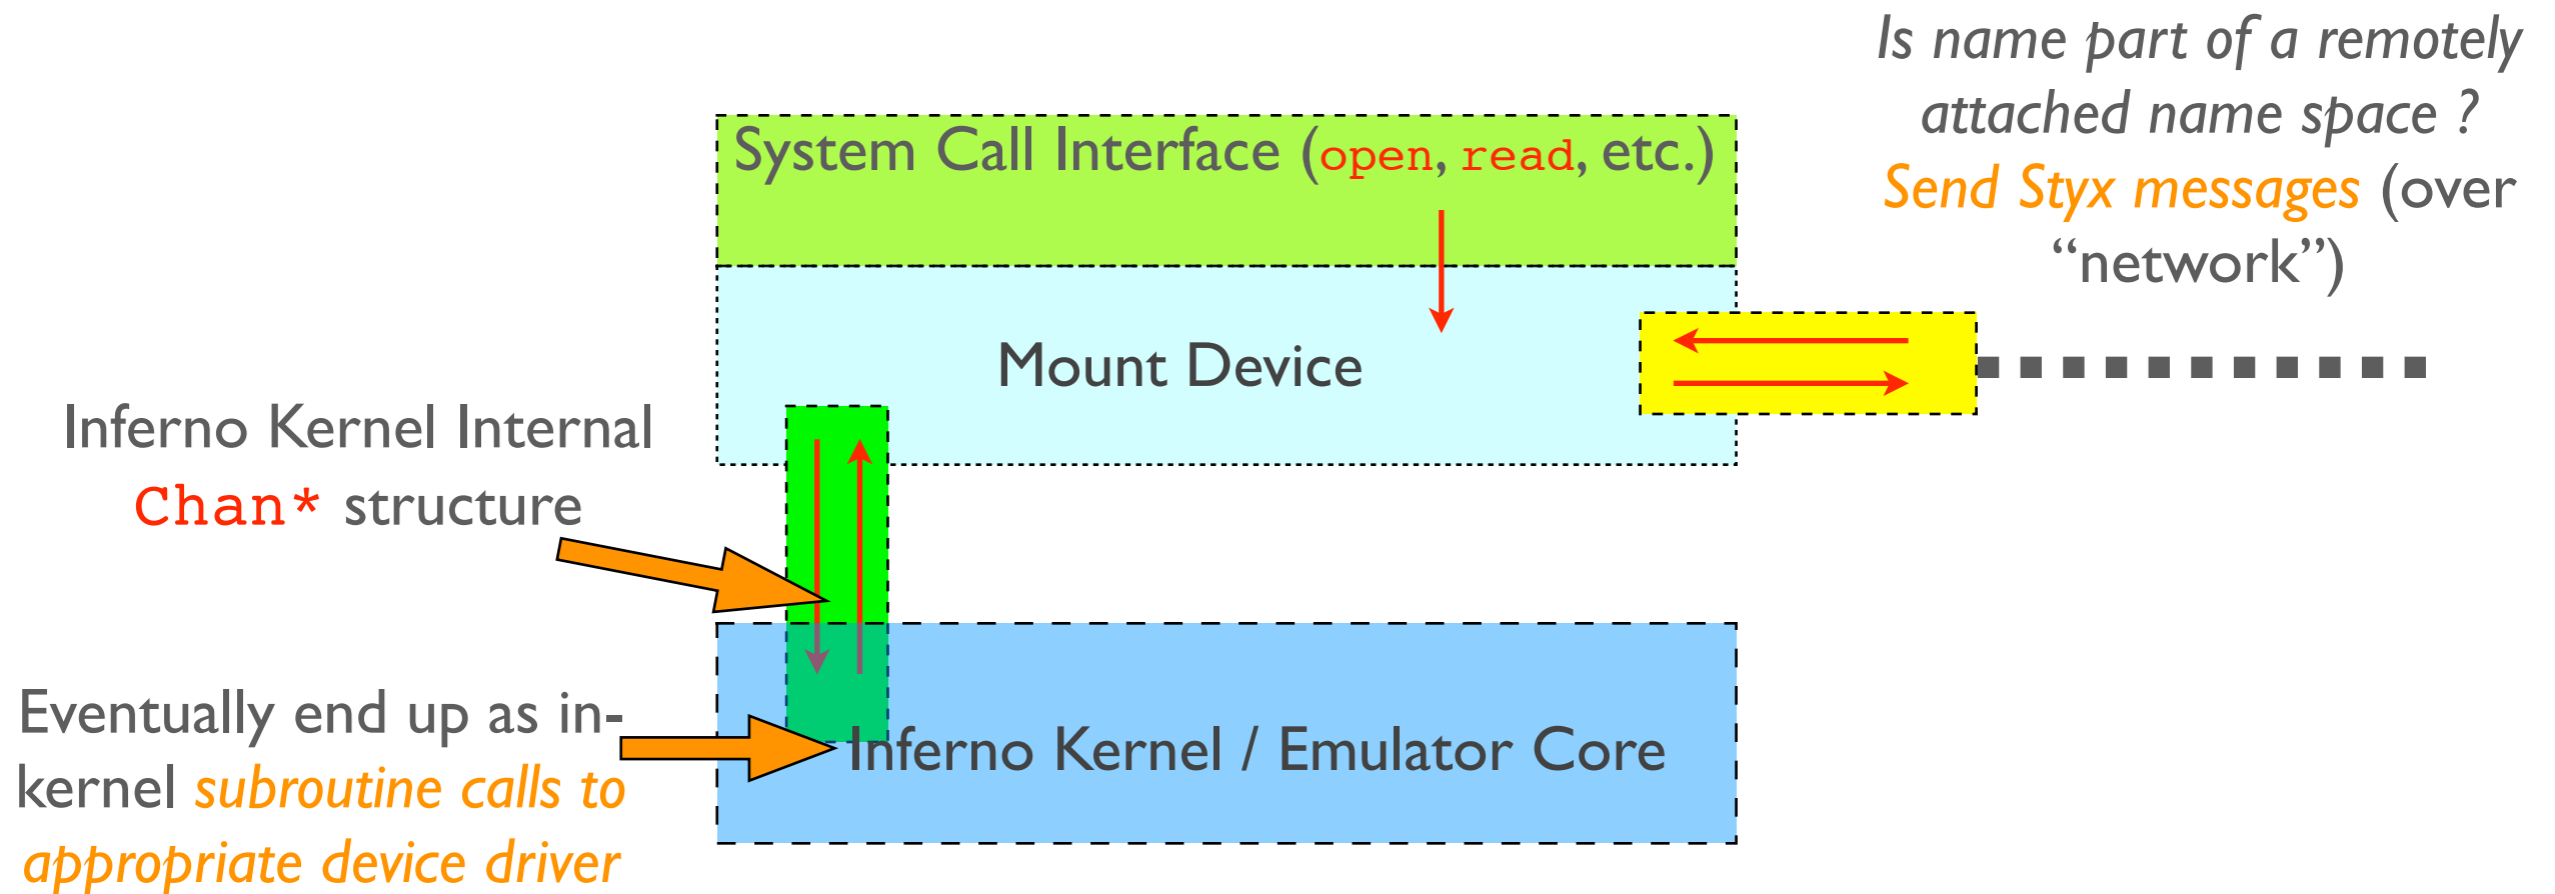 Is name part of a remotely
attached name space ?
Send Styx messages (over
“network”)
System Call Interface (open, read, etc.)
Mount Device
Inferno Kernel Internal
Chan* structure
Eventually end up as in-
kernel subroutine calls to
appropriate device driver
Inferno Kernel / Emulator Core